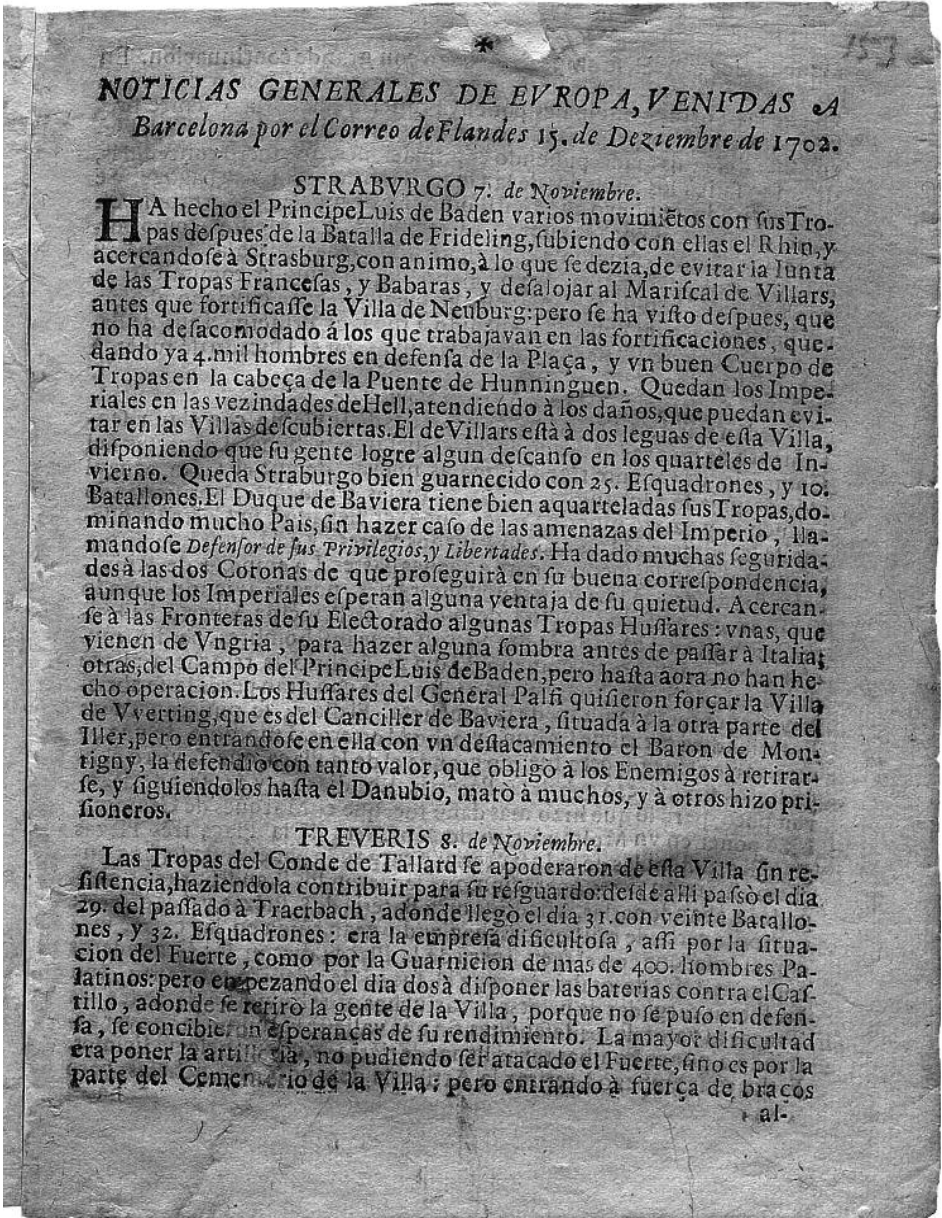 153
NOTICIAS GENERALES DE EVROPA, VENIDAS A
Barcelona por el Correo de Flandes 15. de Deziembre de 1702.
STRABVRGO 7. de Noviembre.
HA hecho el Principe Luis de Baden varios movimiẽtos con ſus Tro-
pas deſpues de la Batalla de Frideling, ſubiendo con ellas el Rhin, y
acercandoſe à Strasburg, con animo, à lo que ſe dezia, de evitar la Iunta
de las Tropas Franceſas, y Babaras, y deſalojar al Mariſcal de Villars,
antes que fortificaſſe la Villa de Neuburg: pero ſe ha viſto deſpues, que
no ha deſacomodado á los que trabajavan en las fortificaciones, que-
dando ya 4. mil hombres en defenſa de la Plaça, y vn buen Cuerpo de
Tropas en la cabeça de la Puente de Hunninguen. Quedan los Impe-
riales en las vezindades de Hell, atendiendo à los daños, que puedan evi-
tar en las Villas deſcubiertas. El de Villars eſtà à dos leguas de eſta Villa,
diſponiendo que ſu gente logre algun deſcanſo en los quarteles de In-
vierno. Queda Straburgo bien guarnecido con 25. Eſquadrones, y 10.
Batallones. El Duque de Baviera tiene bien aquarteladas ſus Tropas, do-
minando mucho Pais, ſin hazer caſo de las amenazas del Imperio, lla-
mandoſe Defenſor de ſus Privilegios, y Libertades. Ha dado muchas ſegurida-
des à las dos Coronas de que proſeguirà en ſu buena correſpondencia,
aunque los Imperiales eſperan alguna ventaja de ſu quietud. Acercan-
ſe à las Fronteras de ſu Electorado algunas Tropas Huſſares: vnas, que
vienen de Vngria, para hazer alguna ſombra antes de paſſar à Italia;
otras, del Campo del Principe Luis de Baden, pero haſta aora no han he-
cho operacion. Los Huſſares del General Palfi quiſieron forçar la Villa
de Vverting, que es del Canciller de Baviera, ſituada à la otra parte del
Iller, pero entrandoſe en ella con vn deſtacamento el Baron de Mon-
tigny, la defendiò con tanto valor, que obligò à los Enemigos à retirar-
ſe, y ſiguiendolos haſta el Danubio, matò à muchos, y à otros hizo pri-
ſioneros.
TREVERIS 8. de Noviembre.
Las Tropas del Conde de Tallard ſe apoderaron de eſta Villa ſin re-
ſiſtencia, haziendola contribuir para ſu reſguardo: deſde alli paſsò el dia
29. del paſſado à Traerbach, adonde llegò el dia 31. con veinte Batallo-
nes, y 32. Eſquadrones: era la empreſa dificultoſa, aſſi por la ſitua-
cion del Fuerte, como por la Guarnicion de mas de 400. hombres Pa-
latinos: pero empezando el dia dos à diſponer las baterias contra el Caſ-
tillo, adonde ſe retirò la gente de la Villa, porque no ſe puſo en defen-
ſa, ſe concibieron eſperanças de ſu rendimiento. La mayor dificultad
era poner la artilleria, no pudiendo ſer atacado el Fuerte, ſino es por la
parte del Cementerio de la Villa: pero entrando à fuerça de braços
al-